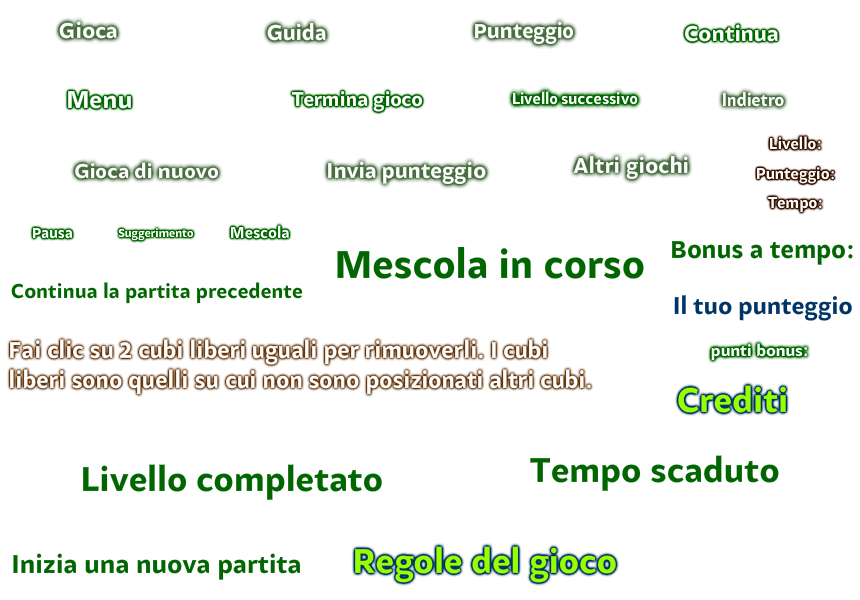 Gioca
Guida
Punteggio
Continua
Menu
Termina gioco
Livello successivo
Indietro
Gioca di nuovo
Invia punteggio
Altri giochi
Livello:
Punteggio:
Tempo:
Pausa
Suggerimento
Mescola
Mescola in corso
Bonus a tempo:
Continua la partita precedente
Il tuo punteggio
Fai clic su 2 cubi liberi uguali per rimuoverli. I cubi
liberi sono quelli su cui non sono posizionati altri cubi.
punti bonus:
Crediti
Livello completato
Tempo scaduto
Inizia una nuova partita
Regole del gioco